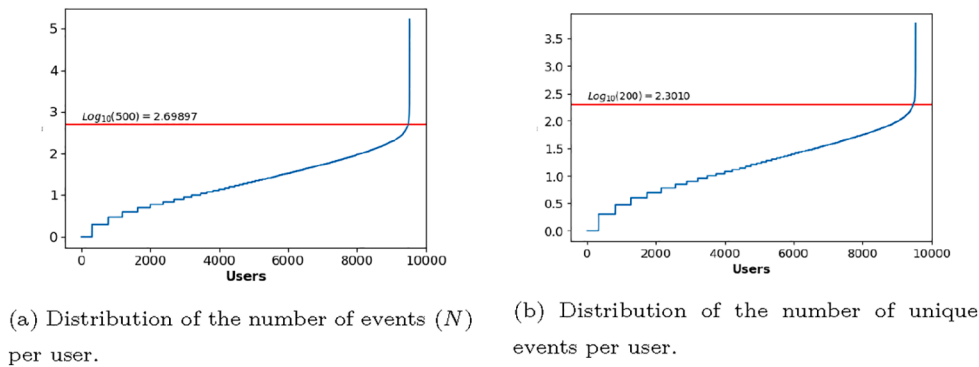 5
4
3
2
1
0
Log10(500) = 2.69897
0 2000 4000 6000 8000 10000
Users
(a) Distribution of the number of events (N)
per user.
3.5
3.0
2.5
2.0
1.5
1.0
0.5
0.0
Log10(200) = 2.3010
0 2000 4000 6000 8000 10000
Users
(b) Distribution of the number of unique
events per user.